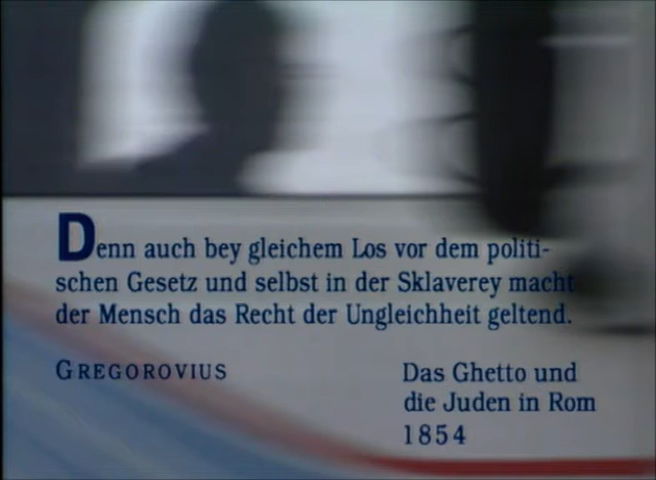 Denn auch bey gleichem Los vor dem politi-
schen Gesetz und selbst in der Sklaverey macht
der Mensch das Recht der Ungleichheit geltend.
GREGOROVIUS
Das Ghetto und
die Juden in Rom
1854